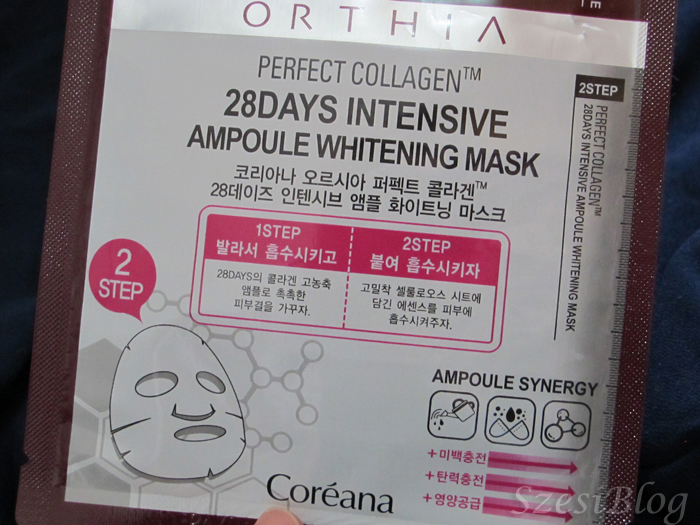 ORTHIA
PERFECT COLLAGEN™
28DAYS INTENSIVE
AMPOULE WHITENING MASK
코리아나 오르시아 퍼펙트 콜라겐™
28데이즈 인텐시브 앰플 화이트닝 마스크
1STEP
발라서 흡수시키고
28DAYS의 콜라겐 고농축
앰플로 촉촉한
피부결을 가꾸자.
2STEP
붙여 흡수시키자
고밀착 셀룰로오스 시트에
담긴 에센스를 피부에
흡수시켜주자.
2
STEP
2STEP
PERFECT COLLAGEN™
28DAYS INTENSIVE AMPOULE WHITENING MASK
AMPOULE SYNERGY
+미백충전
+탄력충전
+영양공급
Coréana
SzesiBlog